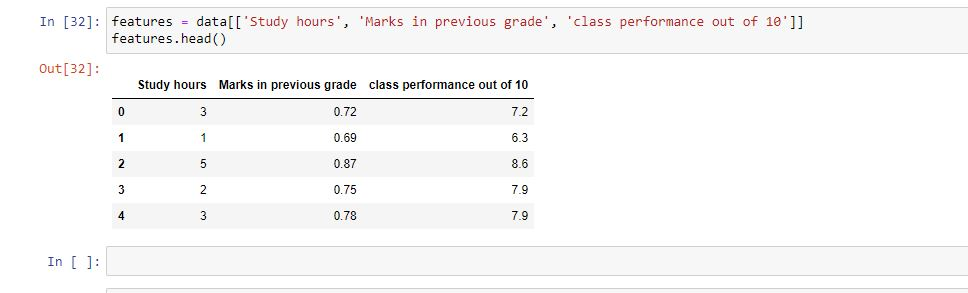 In [32]: features = data[['Study hours', 'Marks in previous grade', 'class performance out of 10']]
features.head()
Out[32]:
Study hours Marks in previous grade class performance out of 10
0 3 0.72 7.2
1 1 0.69 6.3
2 5 0.87 8.6
3 2 0.75 7.9
4 3 0.78 7.9
In [ ]: